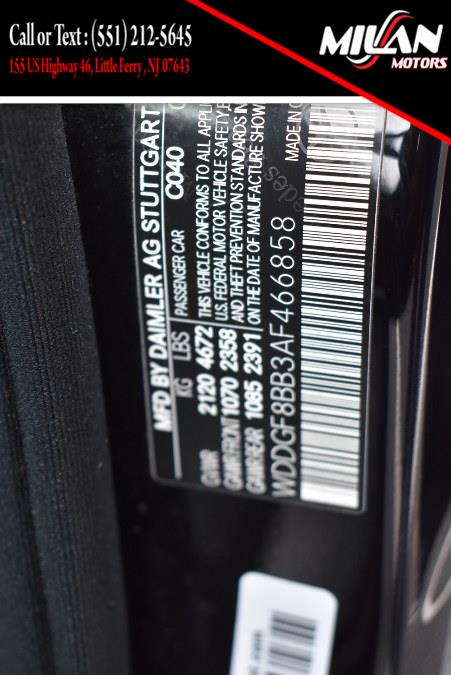 Call or Text : (551) 212-5645
155 US Highway 46, Little Ferry, NJ 07643
MILAN
MOTORS
MFD BY DAIMLER AG STUTTGART
KG LBS PASSENGER CAR C040
GVWR 2120 4672 THIS VEHICLE CONFORMS TO ALL
GAWR FRONT 1070 2358 U.S. FEDERAL MOTOR VEHICLE SAFETY,
GAWR REAR 1085 2391 AND THEFT PREVENTION STANDARDS IN
ON THE DATE OF MANUFACTURE SHOW
WDDGF8BB3AF466858 MADE IN